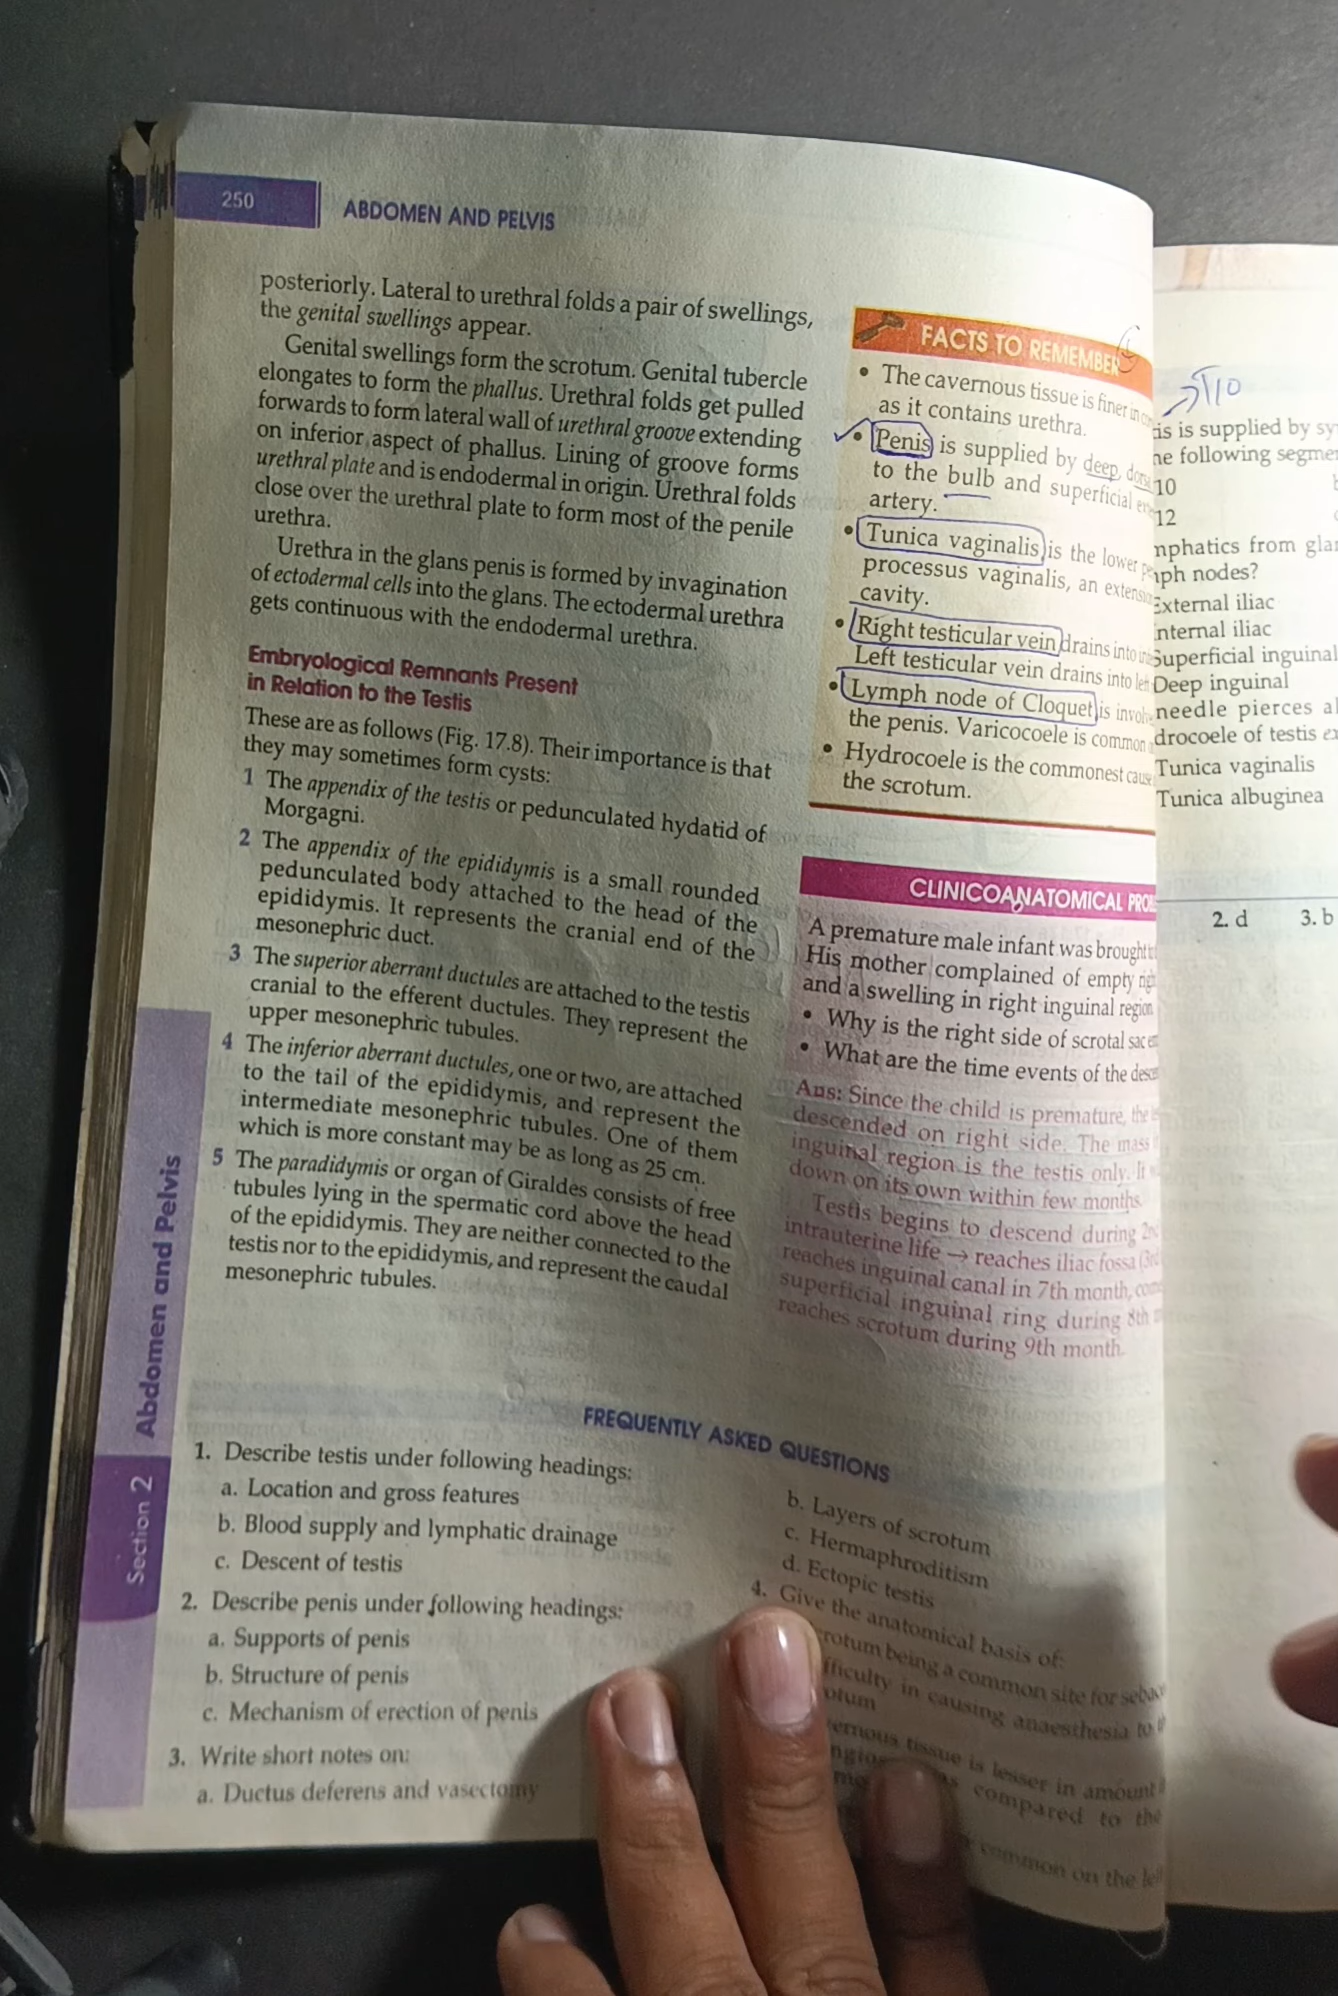 250
ABDOMEN AND PELVIS
posteriorly. Lateral to urethral folds a pair of swellings,
the genital swellings appear.
Genital swellings form the scrotum. Genital tubercle
elongates to form the phallus. Urethral folds get pulled
forwards to form lateral wall of urethral groove extending
on inferior aspect of phallus. Lining of groove forms
urethral plate and is endodermal in origin. Urethral folds
close over the urethral plate to form most of the penile
urethra.
Urethra in the glans penis is formed by invagination
of ectodermal cells into the glans. The ectodermal urethra
gets continuous with the endodermal urethra.
Embryological Remnants Present
in Relation to the Testis
These are as follows (Fig. 17.8). Their importance is that
they may sometimes form cysts:
1 The appendix of the testis or pedunculated hydatid of
Morgagni.
2 The appendix of the epididymis is a small rounded
pedunculated body attached to the head of the
epididymis. It represents the cranial end of the
mesonephric duct.
3 The superior aberrant ductules are attached to the testis
cranial to the efferent ductules. They represent the
upper mesonephric tubules.
4 The inferior aberrant ductules, one or two, are attached
to the tail of the epididymis, and represent the
intermediate mesonephric tubules. One of them
which is more constant may be as long as 25 cm.
5 The paradidymis or organ of Giraldes consists of free
tubules lying in the spermatic cord above the head
of the epididymis. They are neither connected to the
testis nor to the epididymis, and represent the caudal
mesonephric tubules.
FACTS TO REMEMBER
• The cavernous tissue is finer in
as it contains urethra.
• Penis is supplied by deep,
to the bulb and superficial
artery.
• Tunica vaginalis is the lower
processus vaginalis, an
cavity.
• Right testicular vein drains into
Left testicular vein drains into
• Lymph node of Cloquet is
the penis. Varicocoele is common
• Hydrocoele is the commonest
the scrotum.
CLINICOANATOMICAL
A premature male infant was brought
His mother complained of empty
and a swelling in right inguinal region
• Why is the right side of scrotal sac
• What are the time events of the
Ans: Since the child is premature, the
descended on right side. The mass
inguinal region is the testis only. It
down on its own within few months.
Testis begins to descend during
intrauterine life → reaches iliac fossa
reaches inguinal canal in 7th month,
superficial inguinal ring during 8th
reaches scrotum during 9th month.
FREQUENTLY ASKED QUESTIONS
1. Describe testis under following headings:
a. Location and gross features
b. Blood supply and lymphatic drainage
c. Descent of testis
2. Describe penis under following headings:
a. Supports of penis
b. Structure of penis
c. Mechanism of erection of penis
3. Write short notes on:
a. Ductus deferens and vasectomy
b. Layers of scrotum
c. Hermaphroditism
d. Ectopic testis
4. Give the anatomical basis of:
being a common site for
in causing anaesthesia to
tissue is lesser in amount
compared to the
common on the
Section 2 Abdomen and Pelvis
T10
is supplied by
following
10
12
from
nodes?
External iliac
Internal iliac
Superficial inguinal
Deep inguinal
needle pierces
of testis
Tunica vaginalis
Tunica albuginea
2. d 3. b